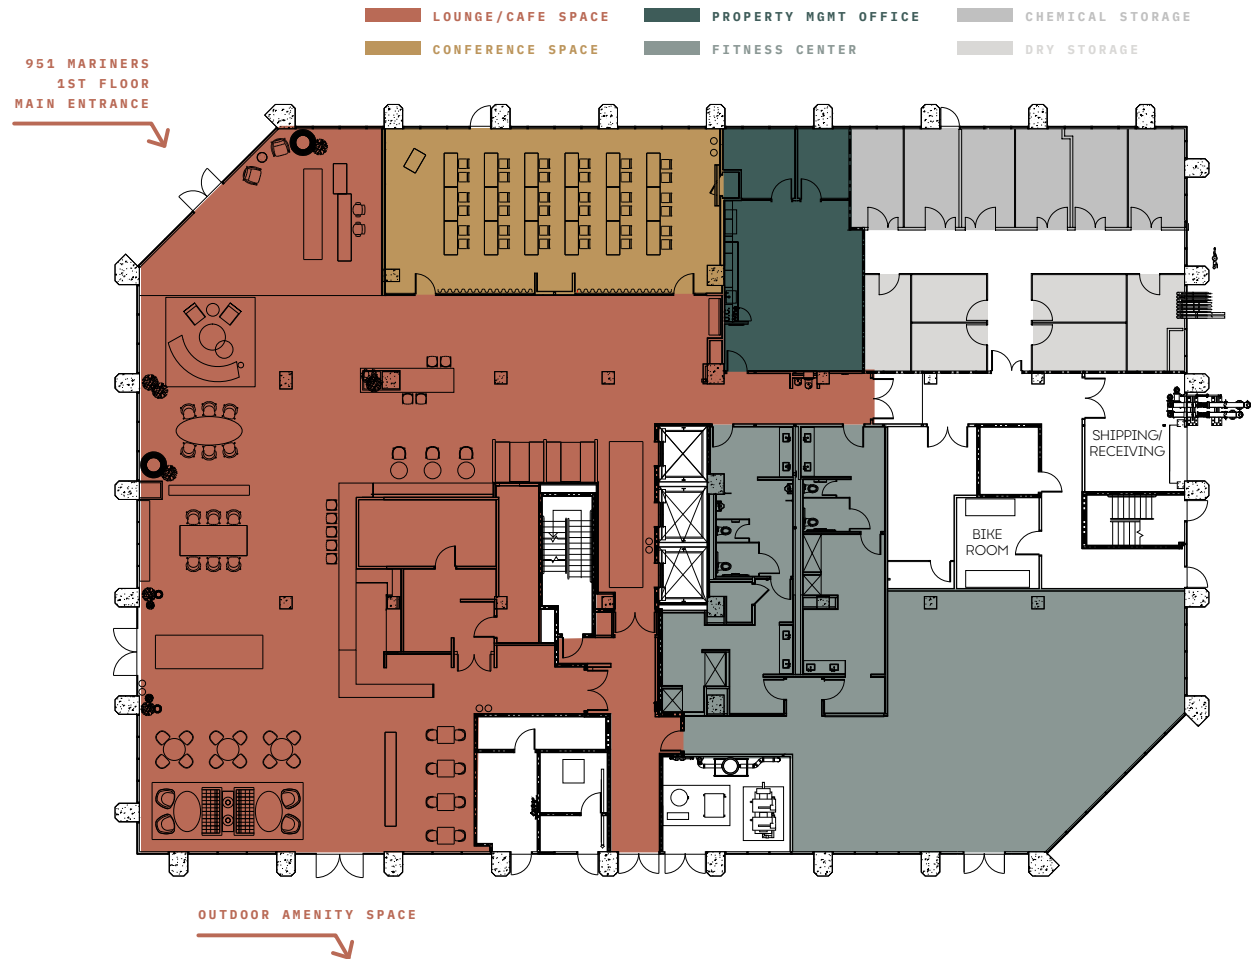 LOUNGE/CAFE SPACE
PROPERTY MGMT OFFICE
CHEMICAL STORAGE
CONFERENCE SPACE
FITNESS CENTER
DRY STORAGE
951 MARINERS
1ST FLOOR
MAIN ENTRANCE
SHIPPING/
RECEIVING
BIKE
ROOM
OUTDOOR AMENITY SPACE